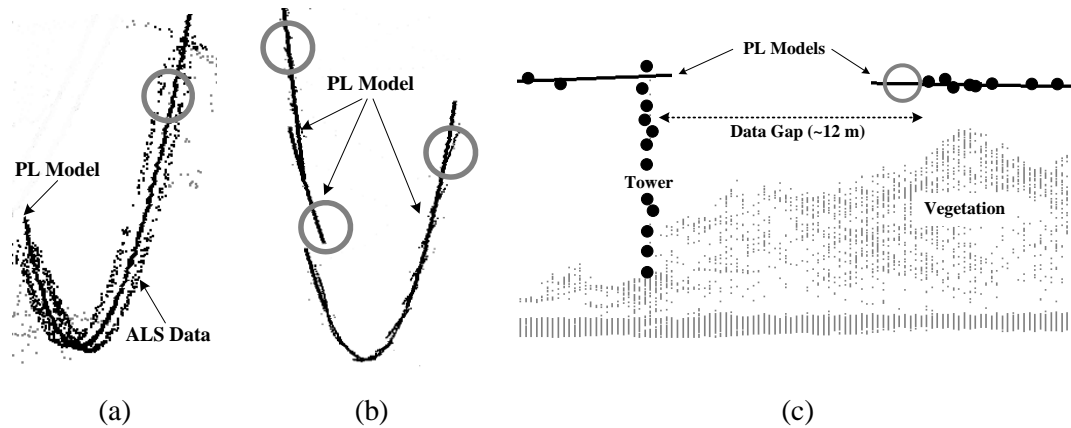 PL Model
ALS Data
(a)
PL Model
(b)
PL Models
Data Gap (~12 m)
Tower
Vegetation
(c)